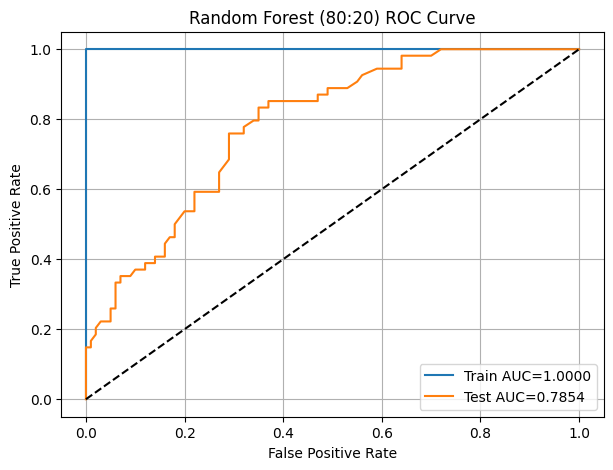 Random Forest (80:20) ROC Curve
True Positive Rate
1.0
0.8
0.6
0.4
0.2
0.0
0.0 0.2 0.4 0.6 0.8 1.0
False Positive Rate
Train AUC=1.0000
Test AUC=0.7854